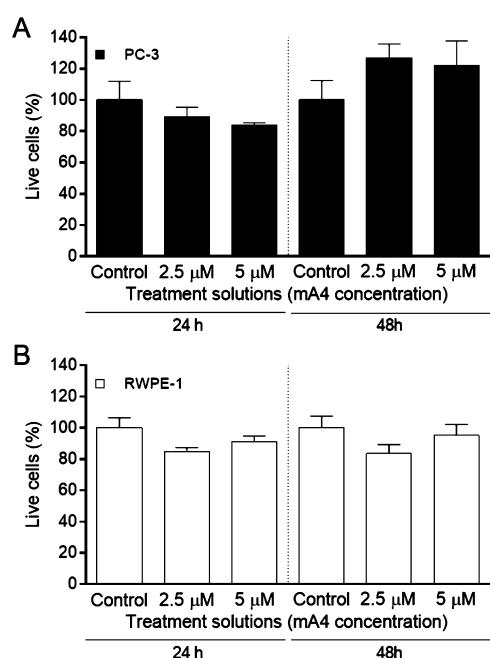 A
PC-3
Live cells (%)
140
120
100
80
60
40
20
0
Control 2.5 μM 5 μM Control 2.5 μM 5 μM
Treatment solutions (mA4 concentration)
24 h 48h
B
RWPE-1
Live cells (%)
140
120
100
80
60
40
20
0
Control 2.5 μM 5 μM Control 2.5 μM 5 μM
Treatment solutions (mA4 concentration)
24 h 48h